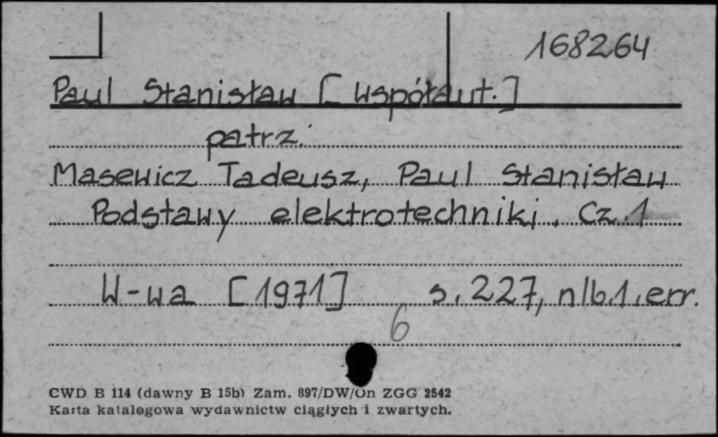 168264
Paul Stanisław [współaut.]
patrz:
Masewicz Tadeusz, Paul Stanisław
Podstawy elektrotechniki. Cz. 1
W-wa [1971] s. 227, nlb.1, err.
6
CWD B 114 (dawny B 15b) Zam. 897/DW/On ZGG 2542
Karta katalogowa wydawnictw ciągłych i zwartych.